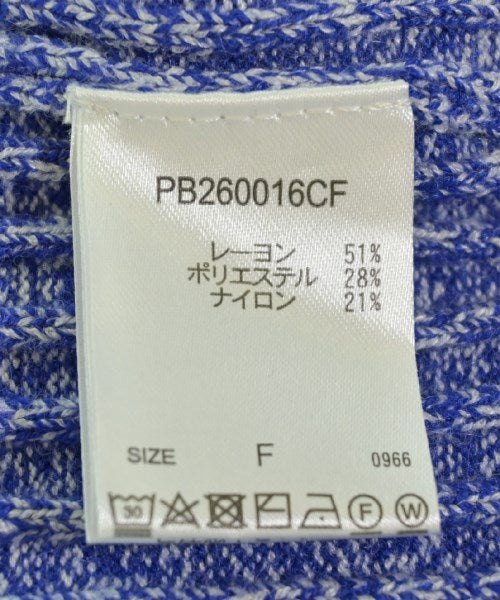 PB260016CF
レーヨン 51%
ポリエステル 28%
ナイロン 21%
SIZE F 0966
30 F W